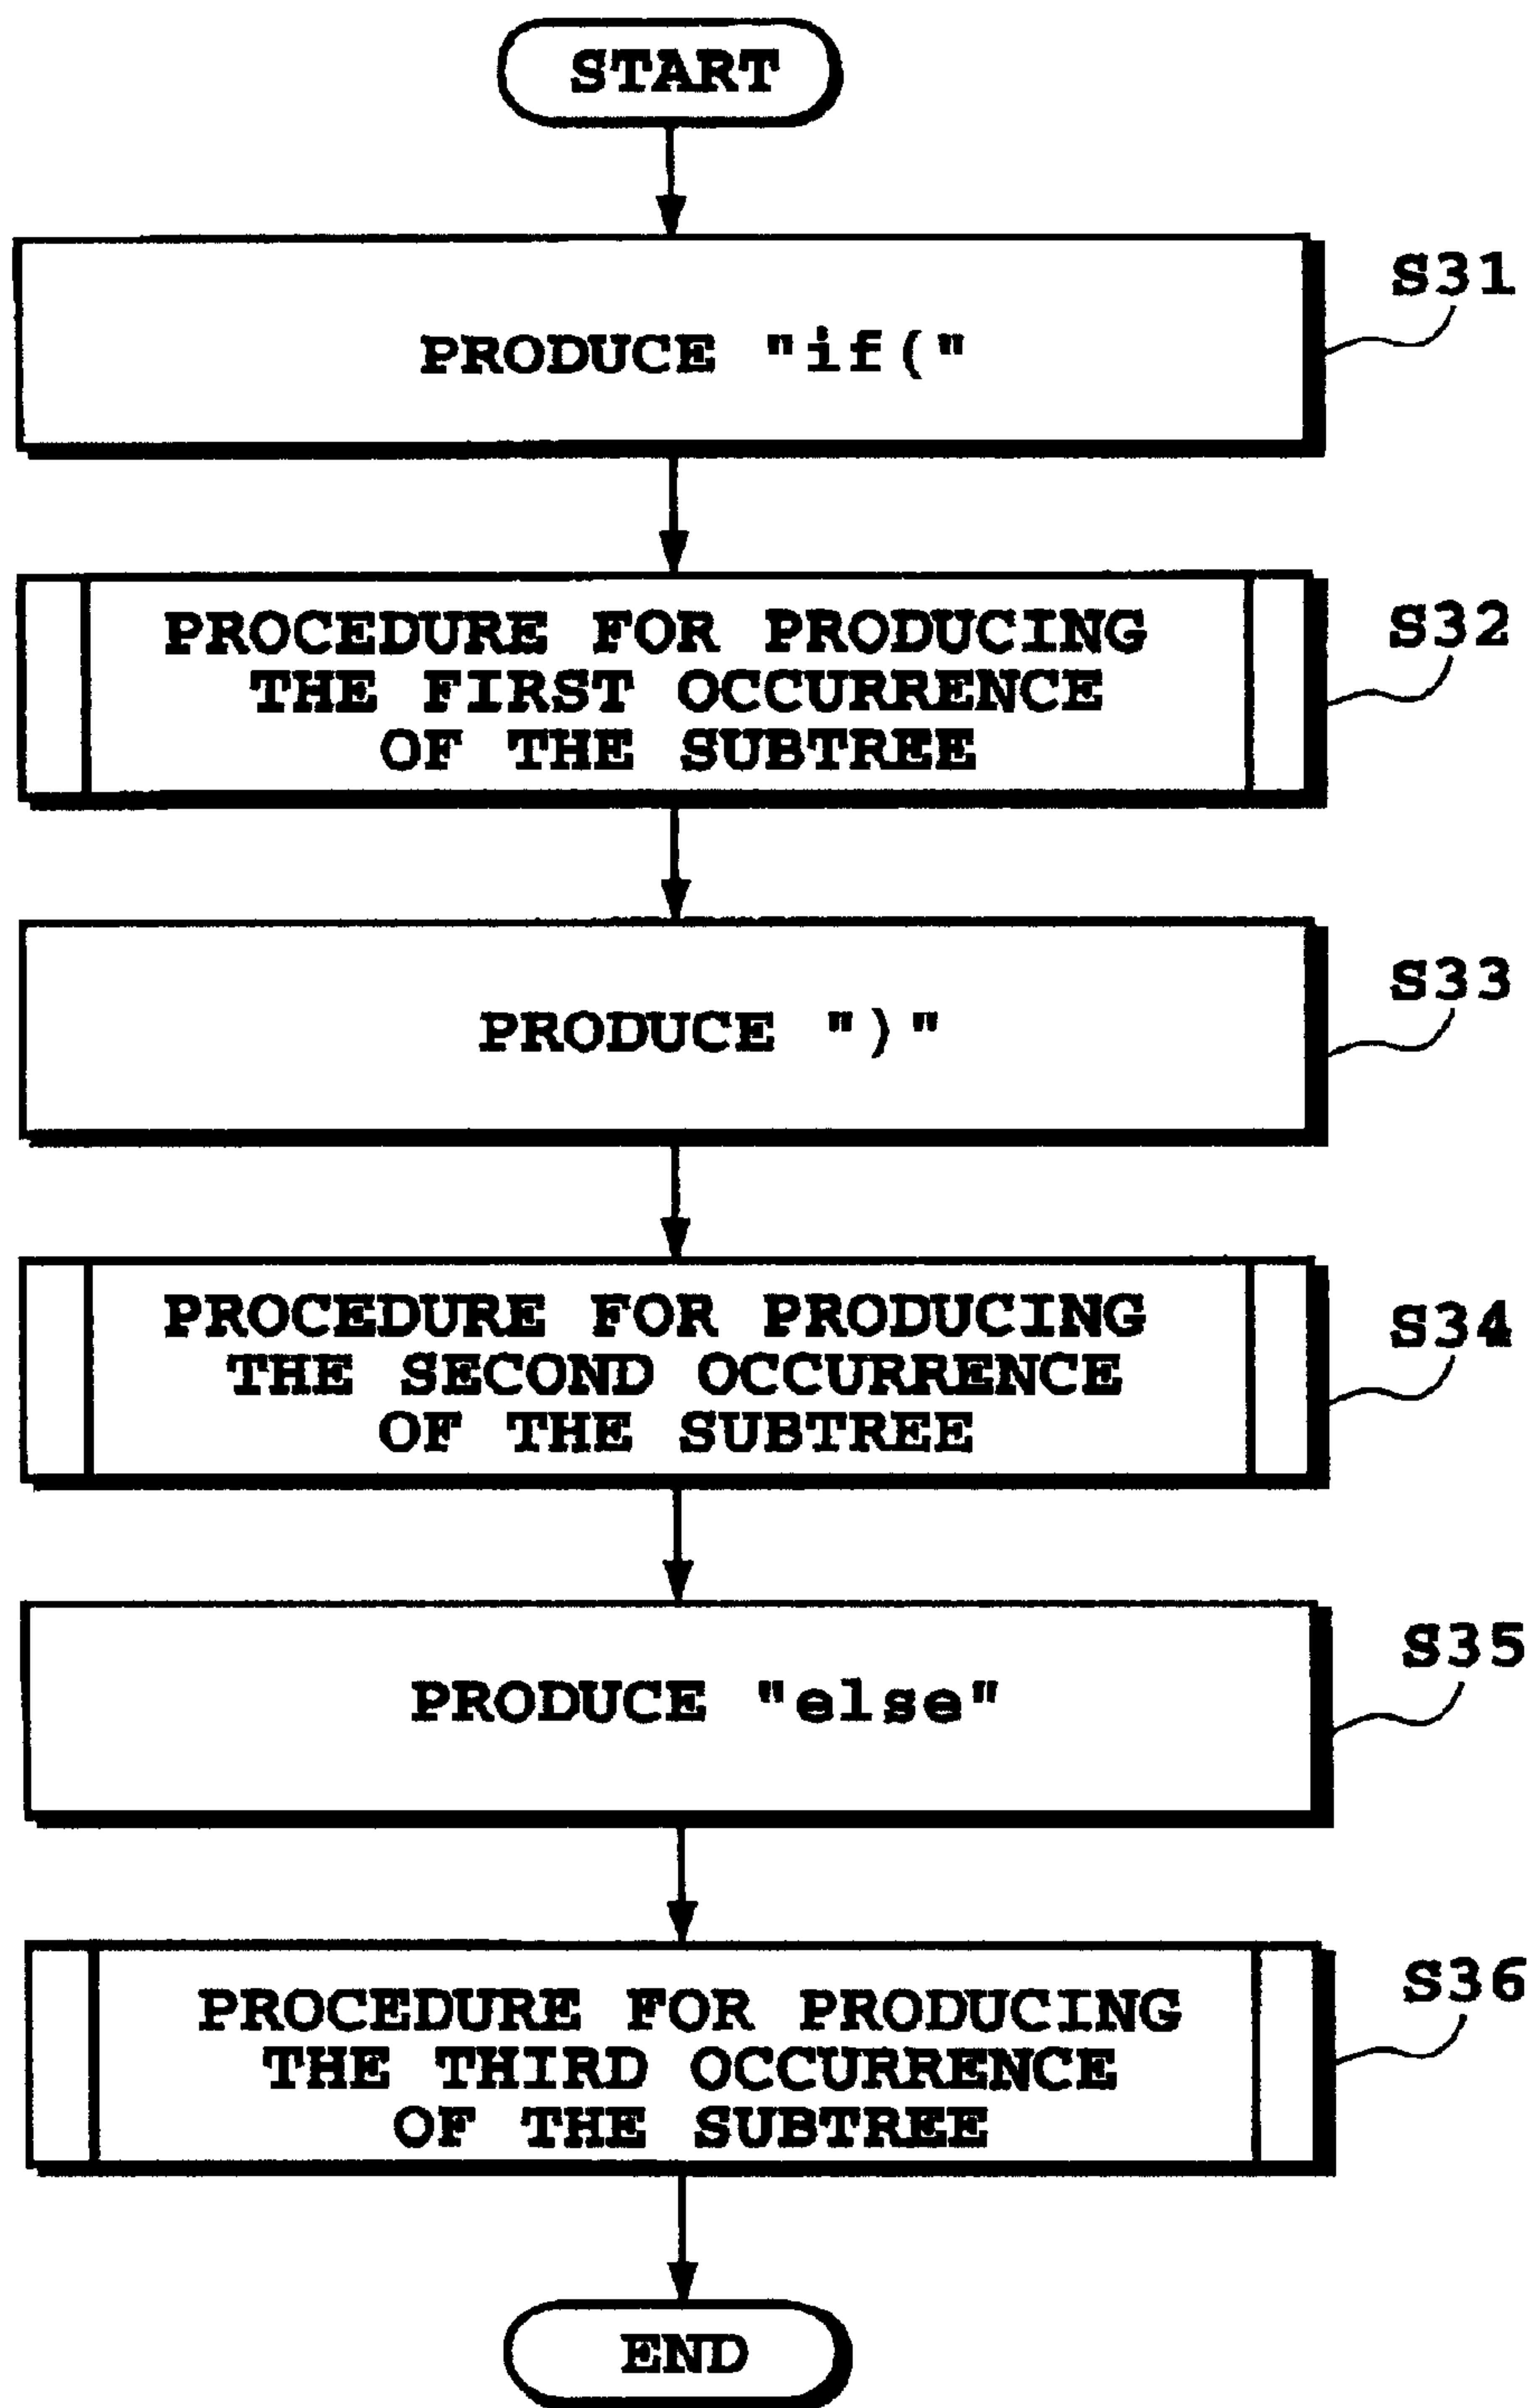 START
S31
PRODUCE "if("
S32
PROCEDURE FOR PRODUCING
THE FIRST OCCURRENCE
OF THE SUBTREE
S33
PRODUCE ")"
S34
PROCEDURE FOR PRODUCING
THE SECOND OCCURRENCE
OF THE SUBTREE
S35
PRODUCE "else"
S36
PROCEDURE FOR PRODUCING
THE THIRD OCCURRENCE
OF THE SUBTREE
END